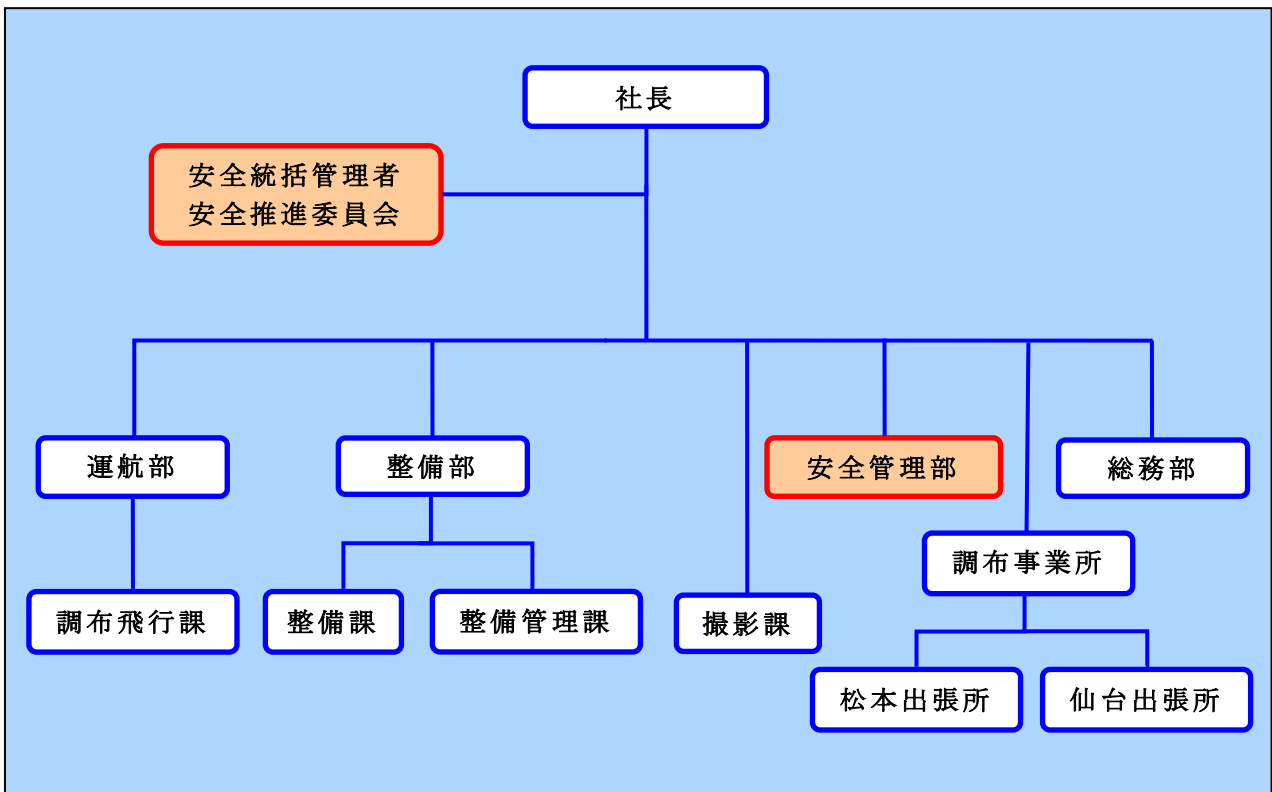 社長
安全統括管理者
安全推進委員会
運航部
整備部
安全管理部
総務部
調布事業所
調布飛行課
整備課
整備管理課
撮影課
松本出張所
仙台出張所